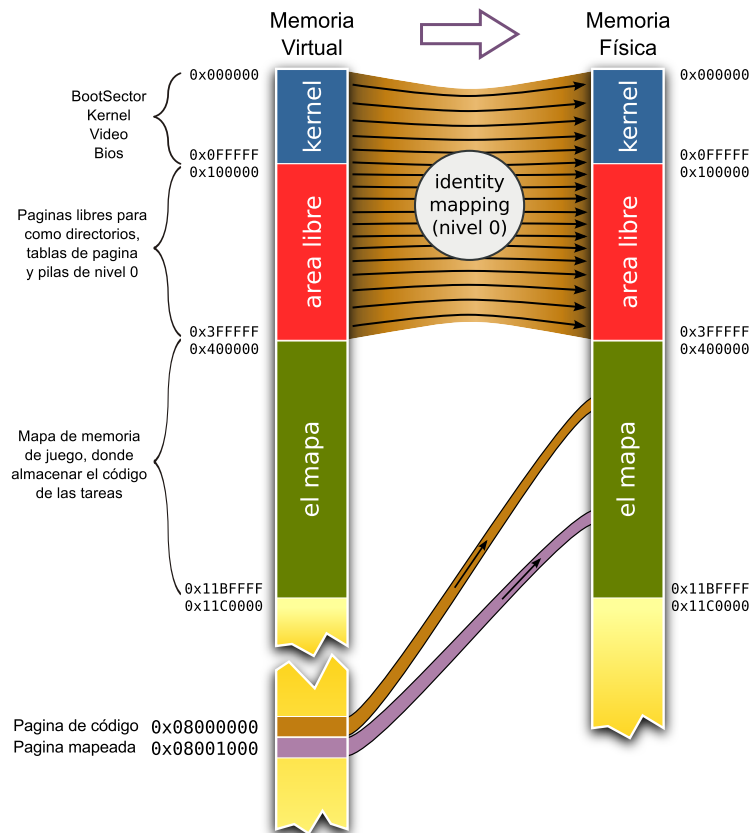 Memoria
Virtual
Memoria
Física
BootSector
Kernel
Video
Bios
0x000000
0x0FFFFF
0x100000
kernel
identity
mapping
(nivel 0)
kernel
0x000000
0x0FFFFF
0x100000
Paginas libres para
como directorios,
tablas de pagina
y pilas de nivel 0
area libre
area libre
0x3FFFFF
0x400000
0x3FFFFF
0x400000
Mapa de memoria
de juego, donde
almacenar el código
de las tareas
el mapa
el mapa
0x11BFFFF
0x11C0000
0x11BFFFF
0x11C0000
Pagina de código 0x08000000
Pagina mapeada 0x08001000